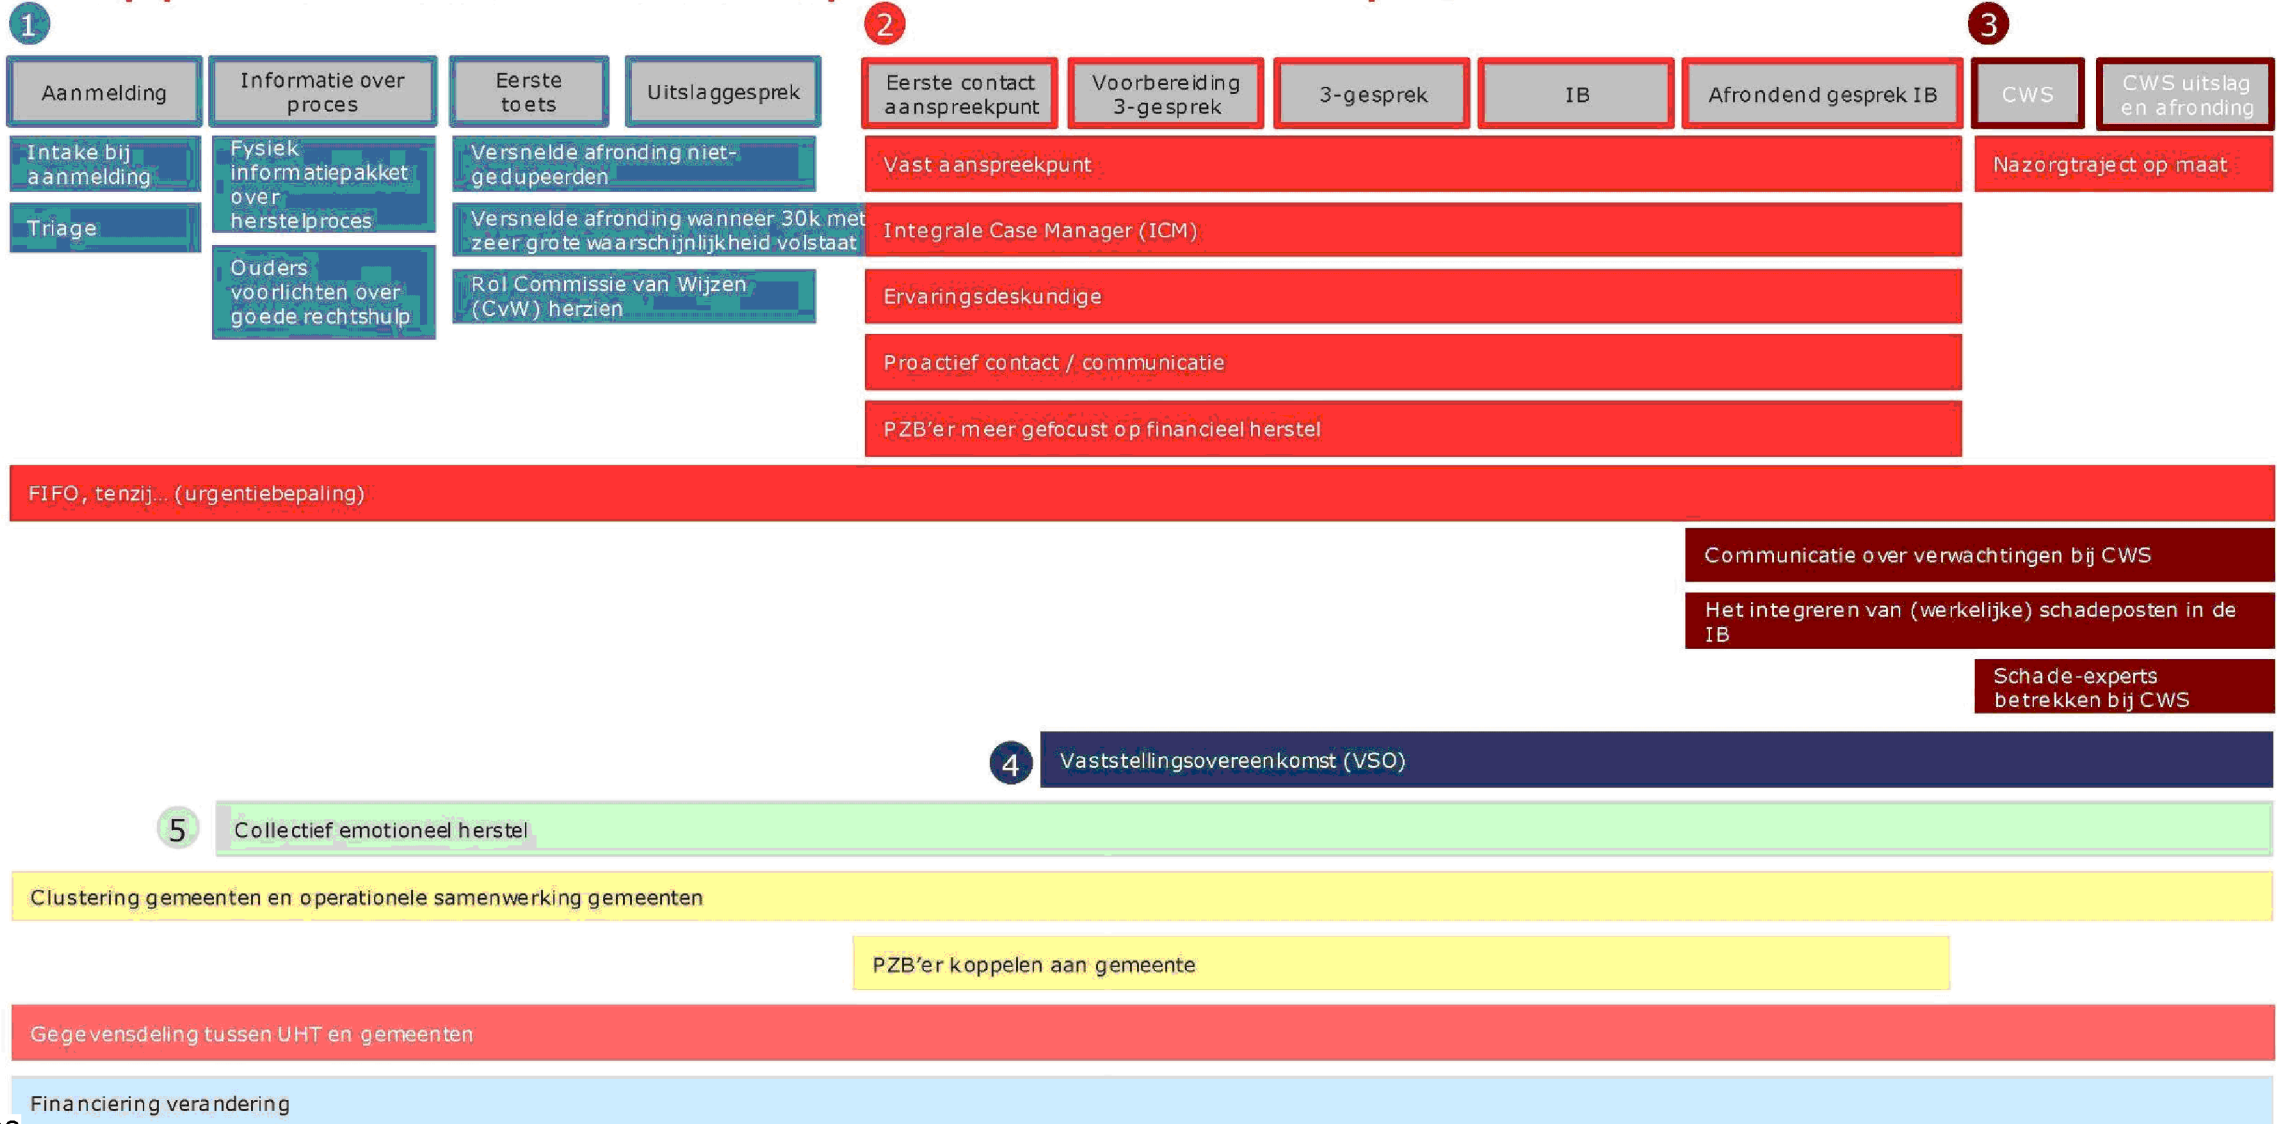 1
2
3
Aanmelding
Informatie over
proces
Eerste
toets
Uitslaggesprek
Eerste contact
aanspreekpunt
Voorbereiding
3-gesprek
3-gesprek
IB
Afrondend gesprek IB
CWS
CWS uitslag
en afronding
Intake bij
aanmelding
Triage
Fysiek
informatiepakket
over
herstelproces
Ouders
voorlichten over
goede rechtshulp
Versnelde afronding niet-
gedupeerden
Versnelde afronding wanneer 30k met
zeer grote waarschijnlijkheid volstaat
Rol Commissie van Wijzen
(CvW) herzien
Vast aanspreekpunt
Integrale Case Manager (ICM)
Ervaringsdeskundige
Proactief contact / communicatie
PZB'er meer gefocust op financieel herstel
Nazorgtraject op maat
FIFO, tenzij... (urgentiebepaling)
Communicatie over verwachtingen bij CWS
Het integreren van (werkelijke) schadeposten in de
IB
Schade-experts
betrekken bij CWS
4
Vaststellingsovereenkomst (VSO)
5
Collectief emotioneel herstel
Clustering gemeenten en operationele samenwerking gemeenten
PZB'er koppelen aan gemeente
Gegevensdeling tussen UHT en gemeenten
Financiering verandering